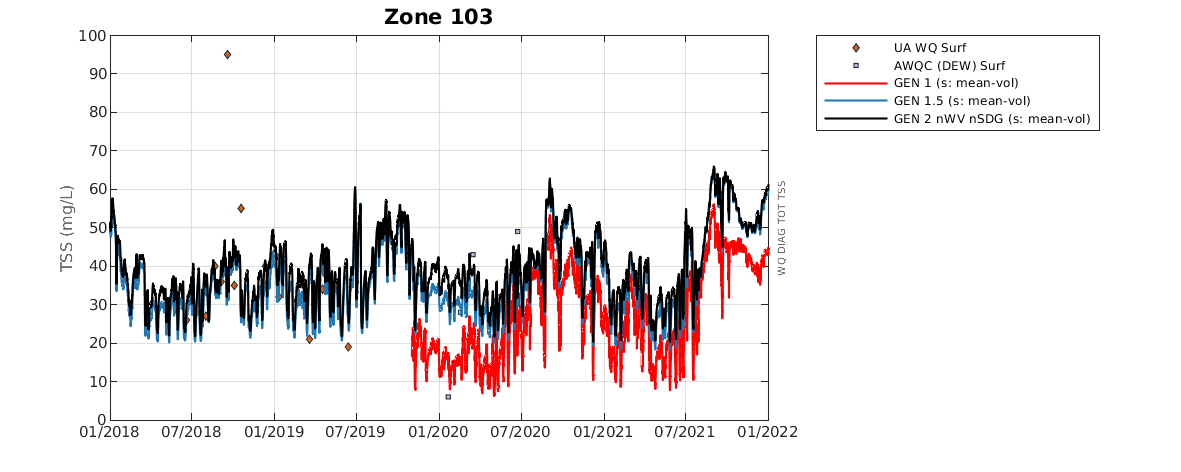 Zone 103
100
90
80
70
60
50
40
30
20
10
0
TSS (mg/L)
01/2018 07/2018 01/2019 07/2019 01/2020 07/2020 01/2021 07/2021 01/2022
WQ DIAG TOT TSS
UA WQ Surf
AWQC (DEW) Surf
GEN 1 (s: mean-vol)
GEN 1.5 (s: mean-vol)
GEN 2 nWV nSDG (s: mean-vol)